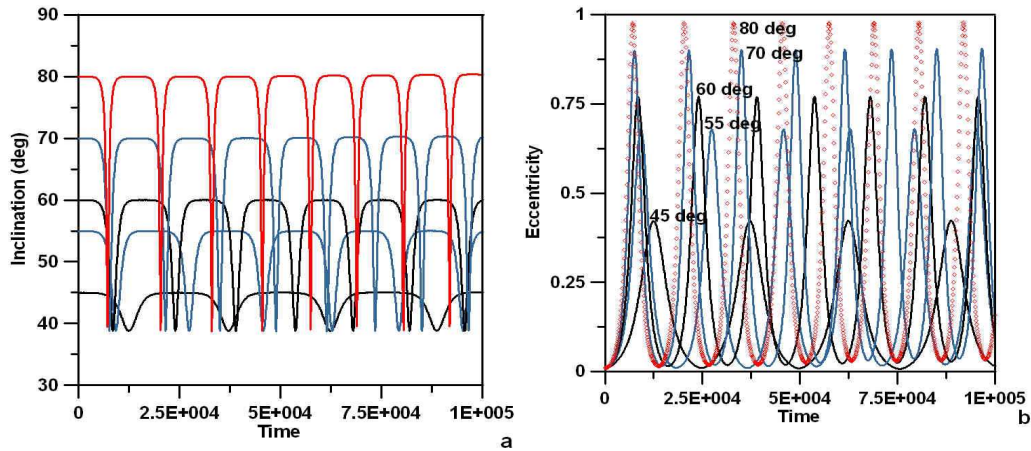 90
80
70
60
50
40
30
Inclination (deg)
0
2.5E+004
5E+004
7.5E+004
1E+005
Time
a
1
0.75
0.5
0.25
0
Eccentricity
80 deg
70 deg
60 deg
55 deg
45 deg
0
2.5E+004
5E+004
7.5E+004
1E+005
Time
b